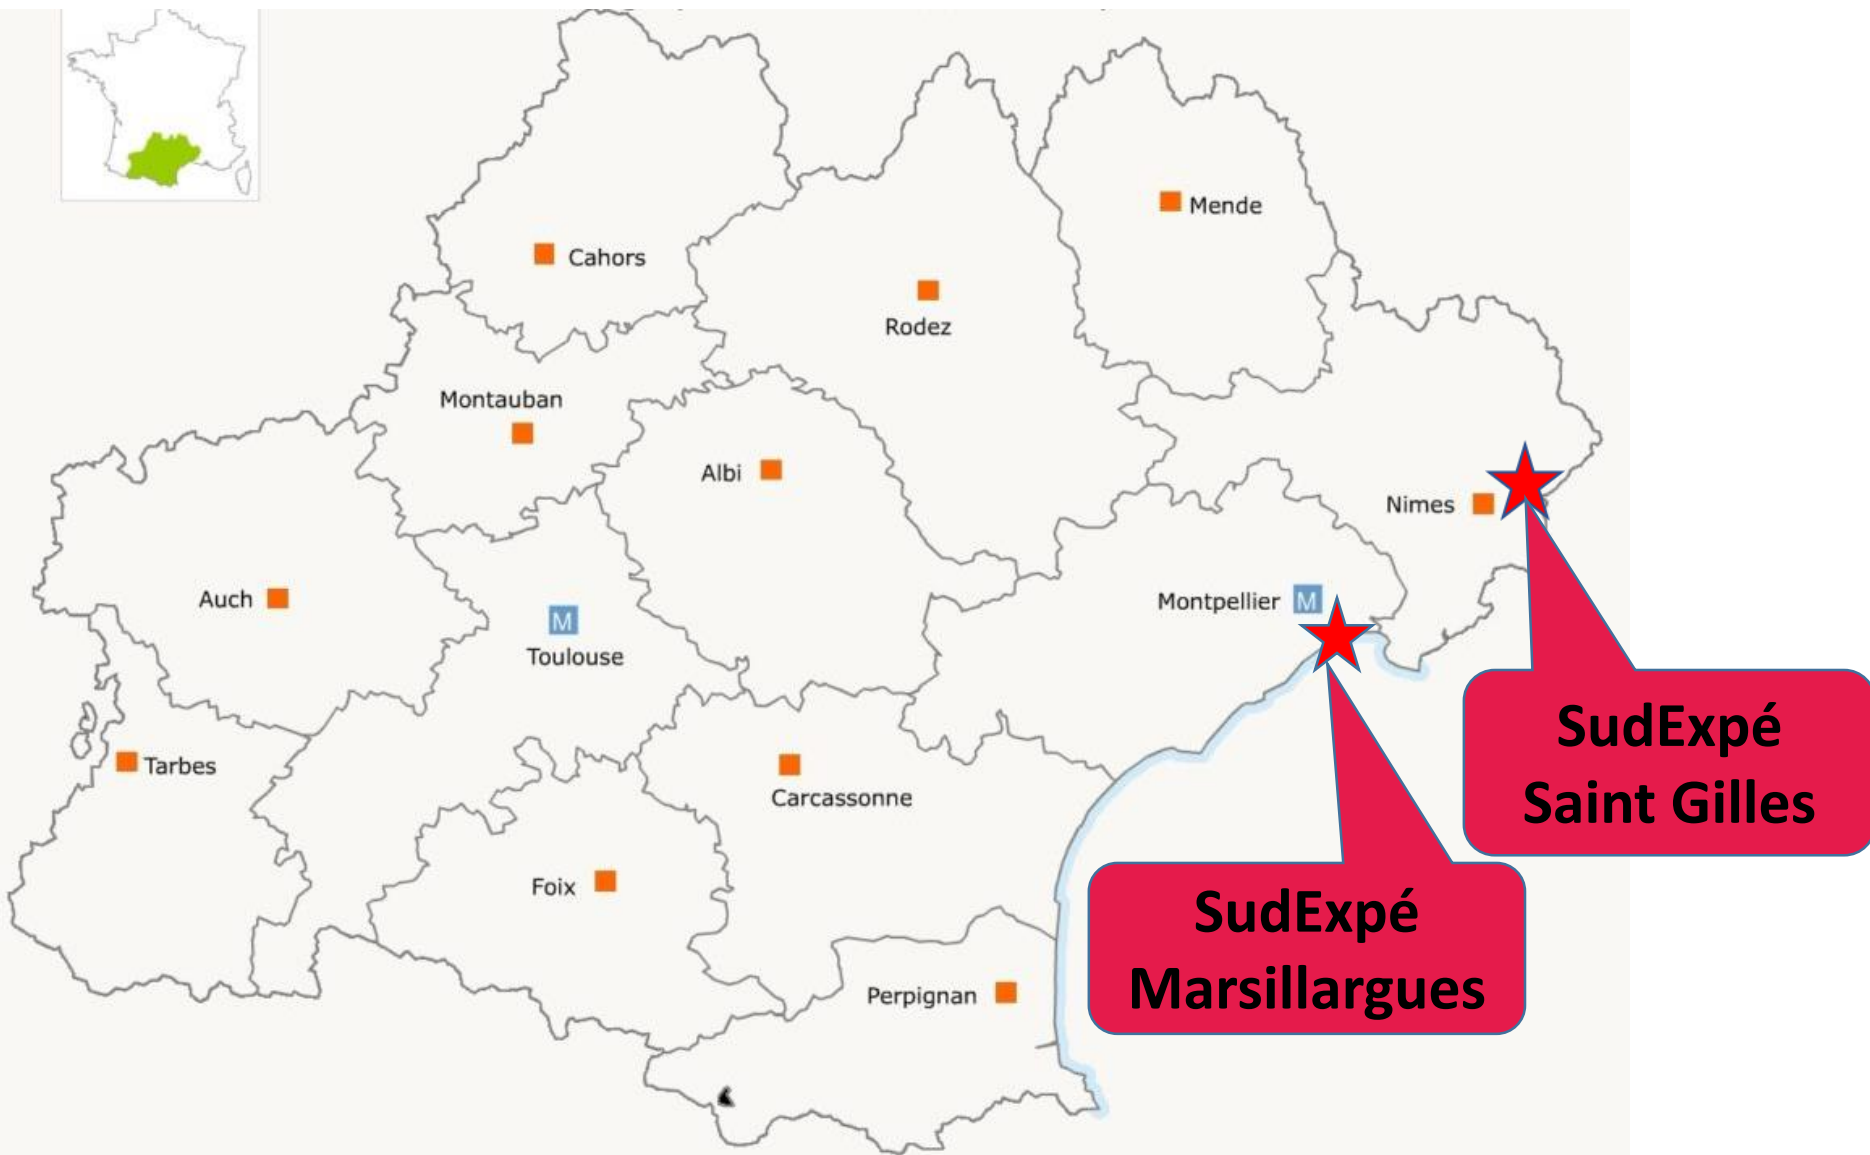 Mende
Cahors
Rodez
Montauban
Albi
Nimes
Auch
M
Montpellier
M
Toulouse
Tarbes
Carcassonne
SudExpé
Saint Gilles
Foix
SudExpé
Marsillargues
Perpignan